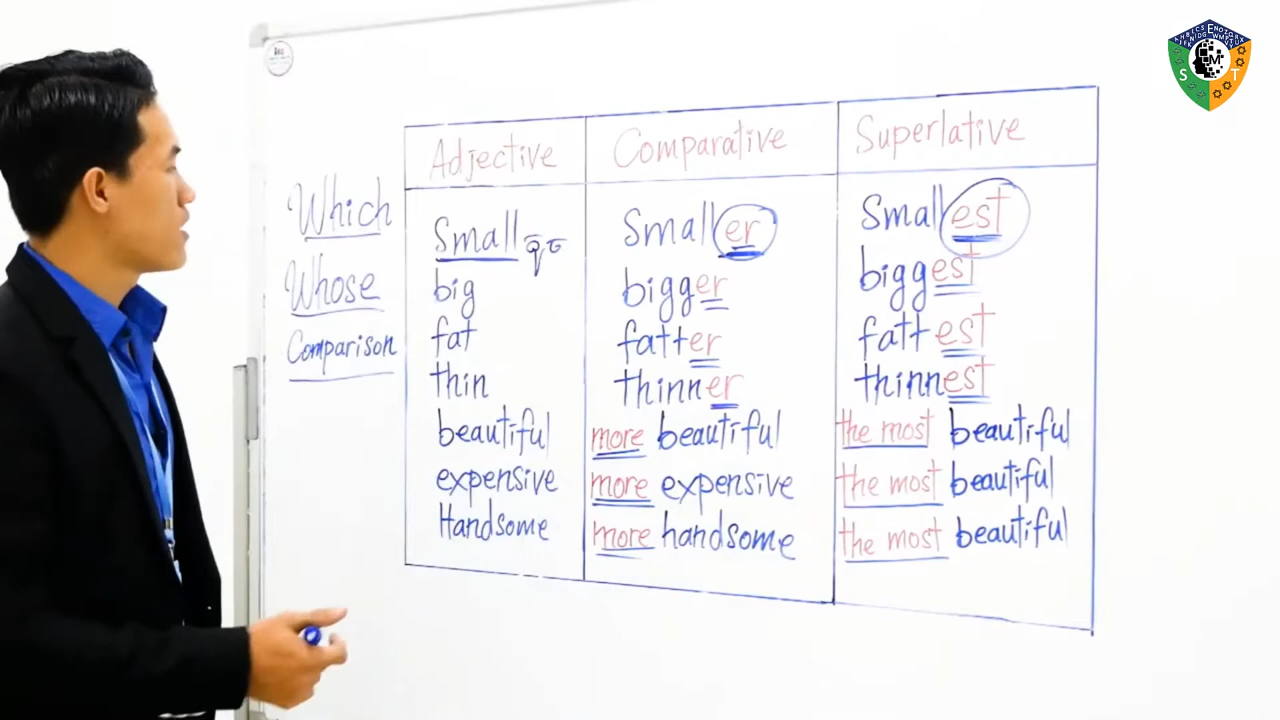 Which
Whose
Comparison
Adjective Comparative Superlative
Small Smaller Smallest
big bigger biggest
fat fatter fattest
thin thinner thinnest
beautiful more beautiful the most beautiful
expensive more expensive the most beautiful
Handsome more handsome the most beautiful
S M T